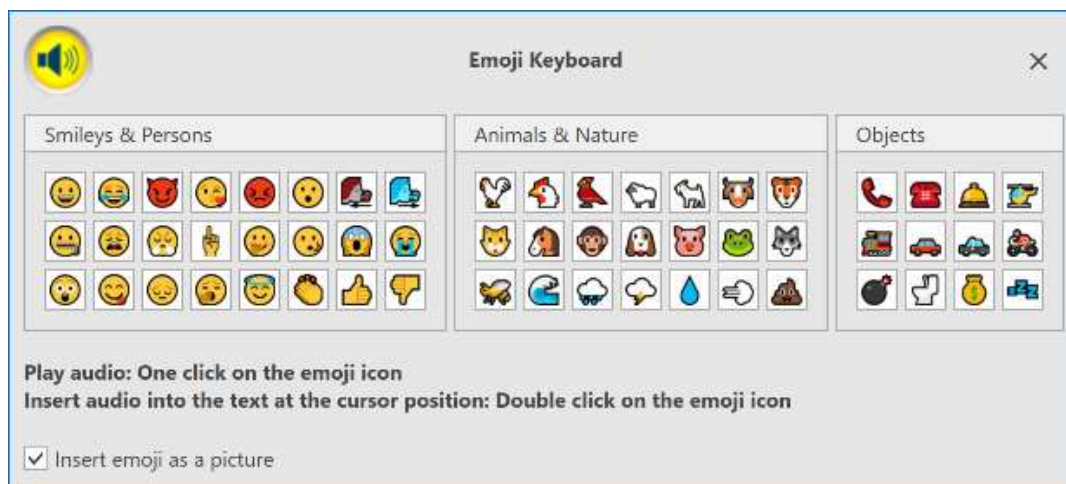 Emoji Keyboard
Smileys & Persons
Animals & Nature
Objects
Play audio: One click on the emoji icon
Insert audio into the text at the cursor position: Double click on the emoji icon
Insert emoji as a picture